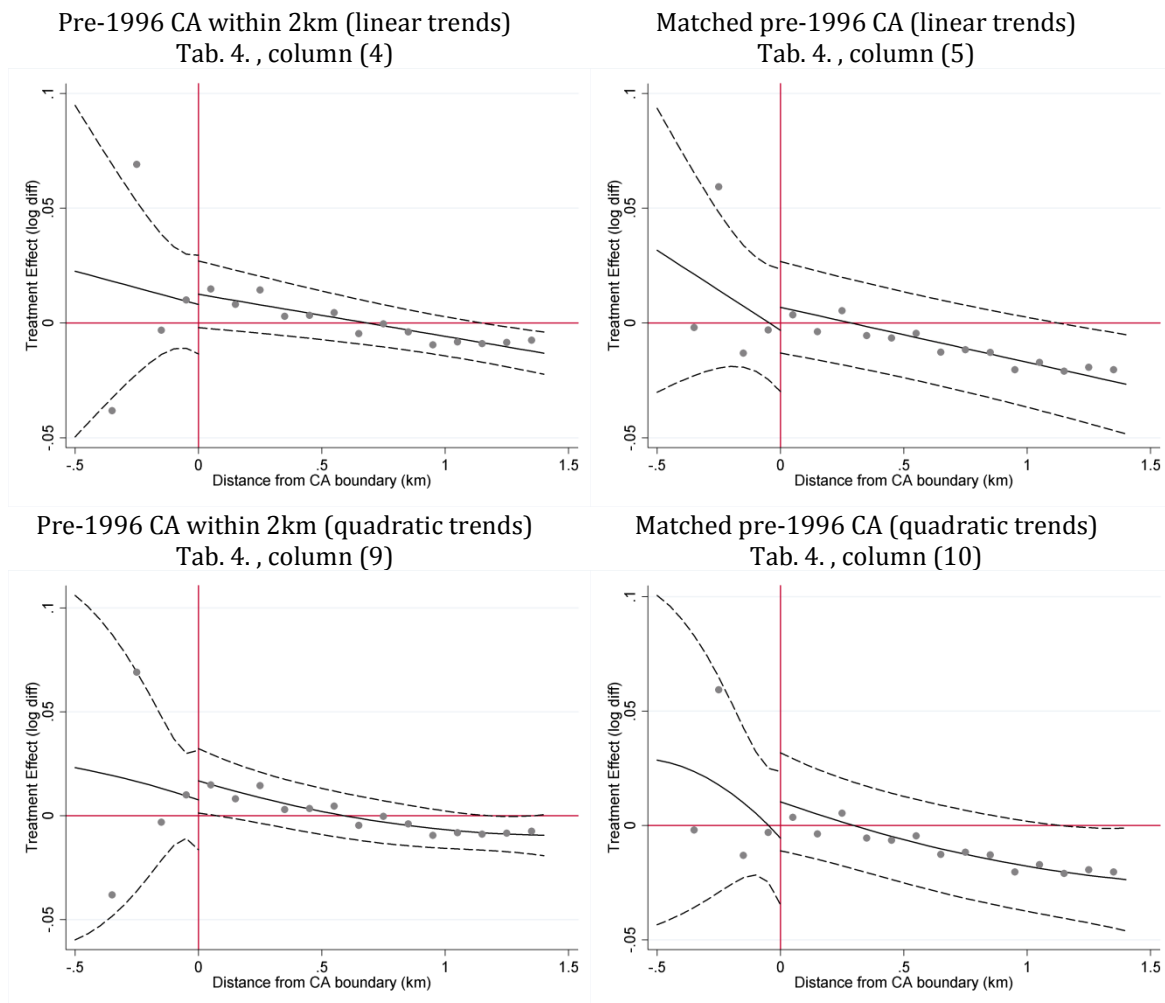 Pre-1996 CA within 2km (linear trends)
Tab. 4. , column (4)
Matched pre-1996 CA (linear trends)
Tab. 4. , column (5)
Treatment Effect (log diff)
.1
.05
0
-.05
-.5
0
.5
1
1.5
Distance from CA boundary (km)
Treatment Effect (log diff)
.1
.05
0
-.05
-.5
0
.5
1
1.5
Distance from CA boundary (km)
Pre-1996 CA within 2km (quadratic trends)
Tab. 4. , column (9)
Matched pre-1996 CA (quadratic trends)
Tab. 4. , column (10)
Treatment Effect (log diff)
.1
.05
0
-.05
-.5
0
.5
1
1.5
Distance from CA boundary (km)
Treatment Effect (log diff)
.1
.05
0
-.05
-.5
0
.5
1
1.5
Distance from CA boundary (km)